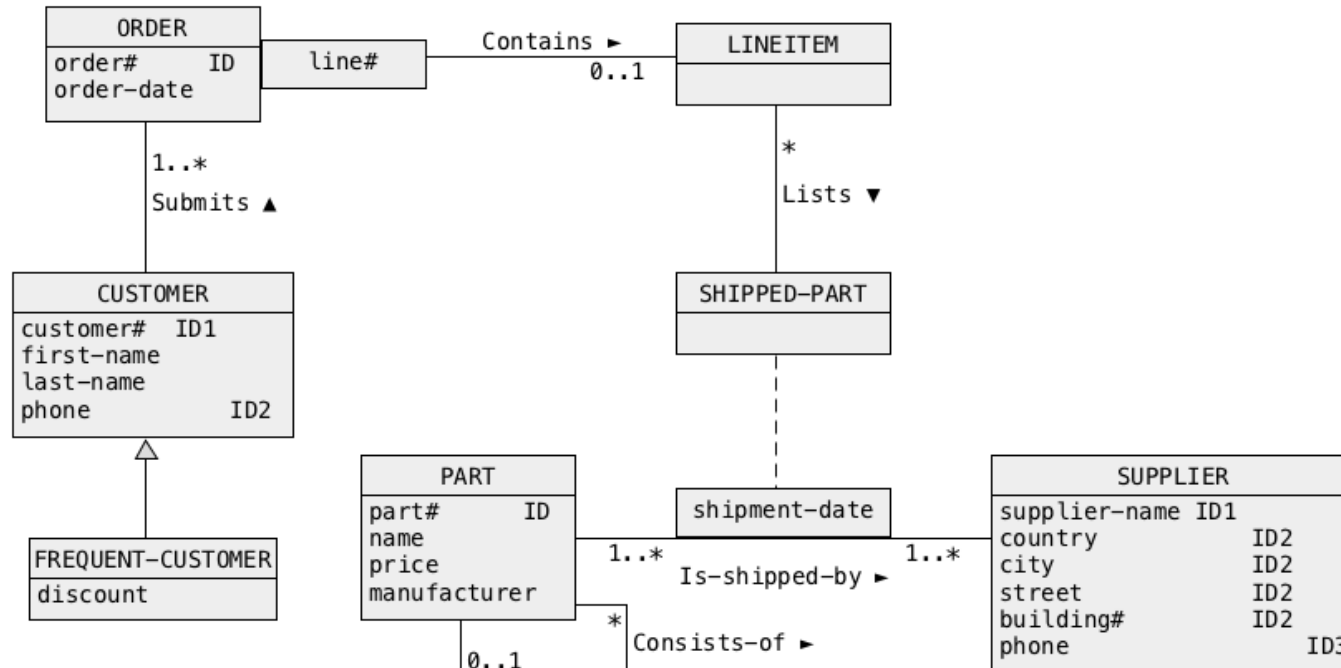 ORDER
order# ID
order-date
line#
Contains ►
0..1
LINEITEM
1..*
Submits ▲
*
Lists ▼
CUSTOMER
customer# ID1
first-name
last-name
phone ID2
SHIPPED-PART
FREQUENT-CUSTOMER
discount
PART
part# ID
name
price
manufacturer
shipment-date
1..*
1..*
Is-shipped-by ►
SUPPLIER
supplier-name ID1
country ID2
city ID2
street ID2
building# ID2
phone ID3
*
Consists-of ►
0..1